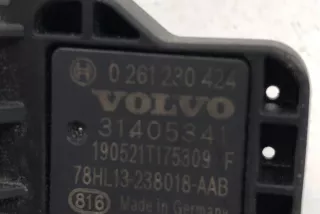 0 261 230 424
VOLVO
31405341
190521T175309 F
78HL13-238018-AAB
816 Made in Germany